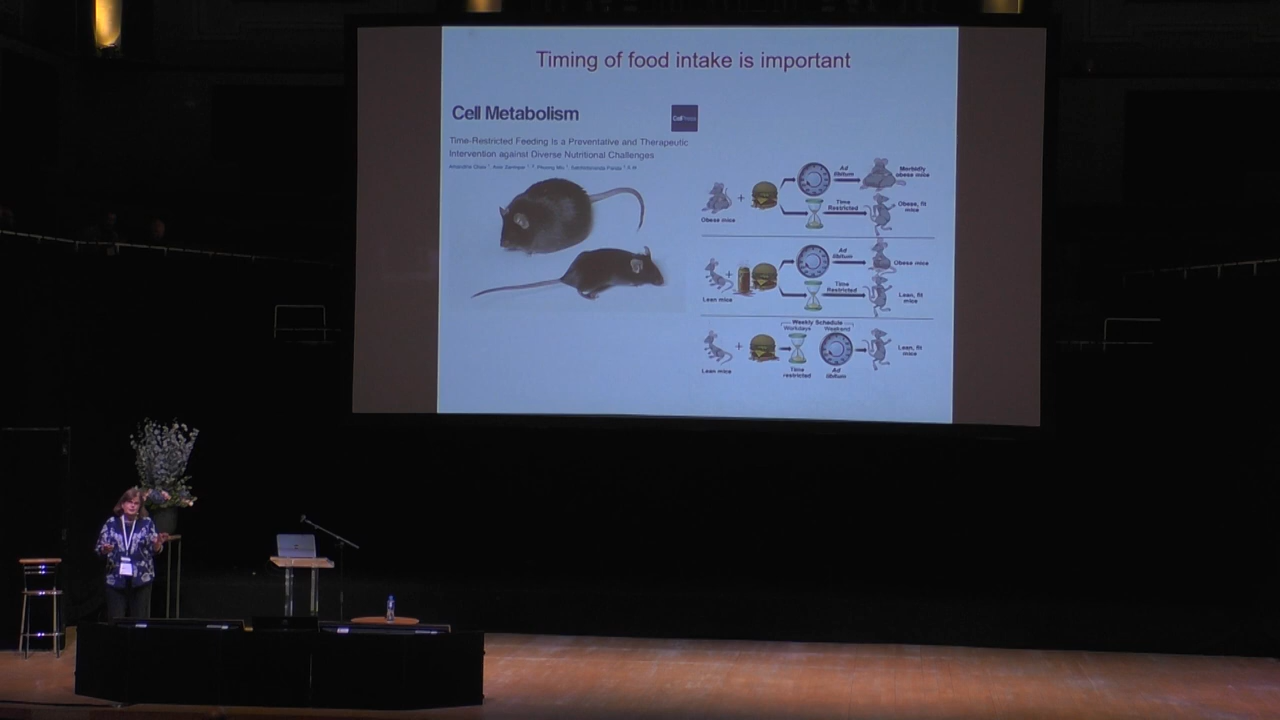 Timing of food intake is important
Cell Metabolism
CellPress
Time-Restricted Feeding Is a Preventative and Therapeutic
Intervention against Diverse Nutritional Challenges
Obese mice
+
Ad
libitum
Morbidly
obese mice
Time
Restricted
Obese, fit
mice
Lean mice
+
Ad
libitum
Obese mice
Time
Restricted
Lean, fit
mice
Lean mice
+
Weekly Schedule
Workdays
Weekend
Time
restricted
Ad
libitum
Lean, fit
mice